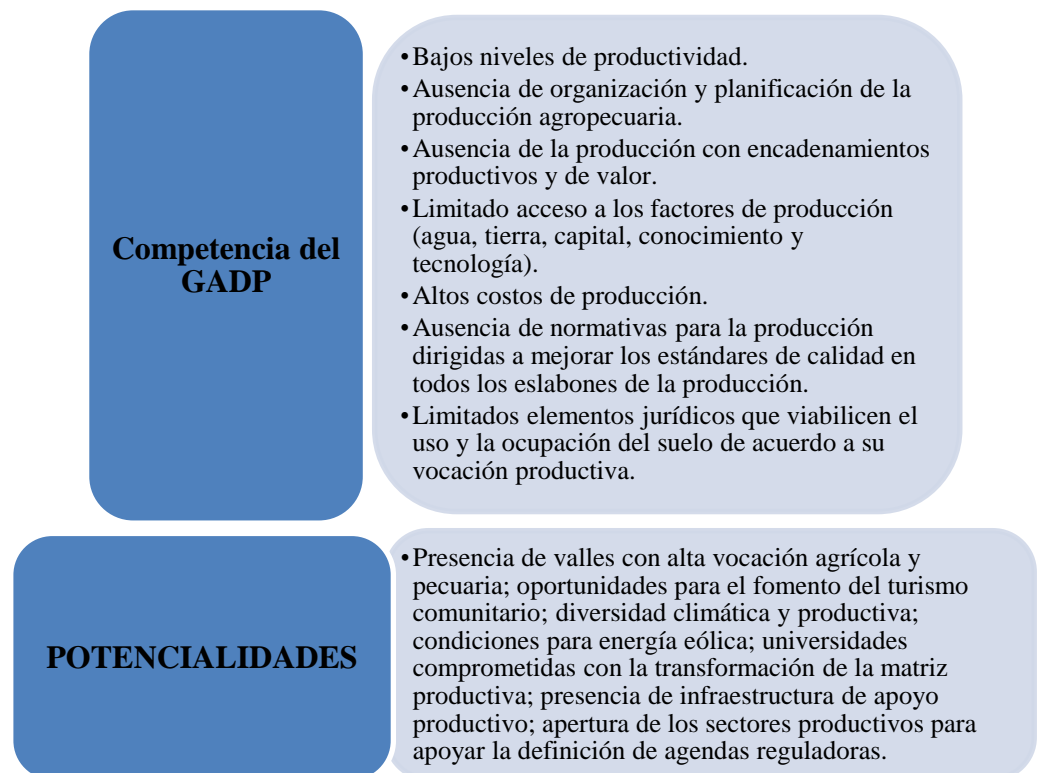 Competencia del
GADP
•Bajos niveles de productividad.
•Ausencia de organización y planificación de la
producción agropecuaria.
•Ausencia de la producción con encadenamientos
productivos y de valor.
•Limitado acceso a los factores de producción
(agua, tierra, capital, conocimiento y
tecnología).
•Altos costos de producción.
•Ausencia de normativas para la producción
dirigidas a mejorar los estándares de calidad en
todos los eslabones de la producción.
•Limitados elementos jurídicos que viabilicen el
uso y la ocupación del suelo de acuerdo a su
vocación productiva.
POTENCIALIDADES
•Presencia de valles con alta vocación agrícola y
pecuaria; oportunidades para el fomento del turismo
comunitario; diversidad climática y productiva;
condiciones para energía eólica; universidades
comprometidas con la transformación de la matriz
productiva; presencia de infraestructura de apoyo
productivo; apertura de los sectores productivos para
apoyar la definición de agendas reguladoras.